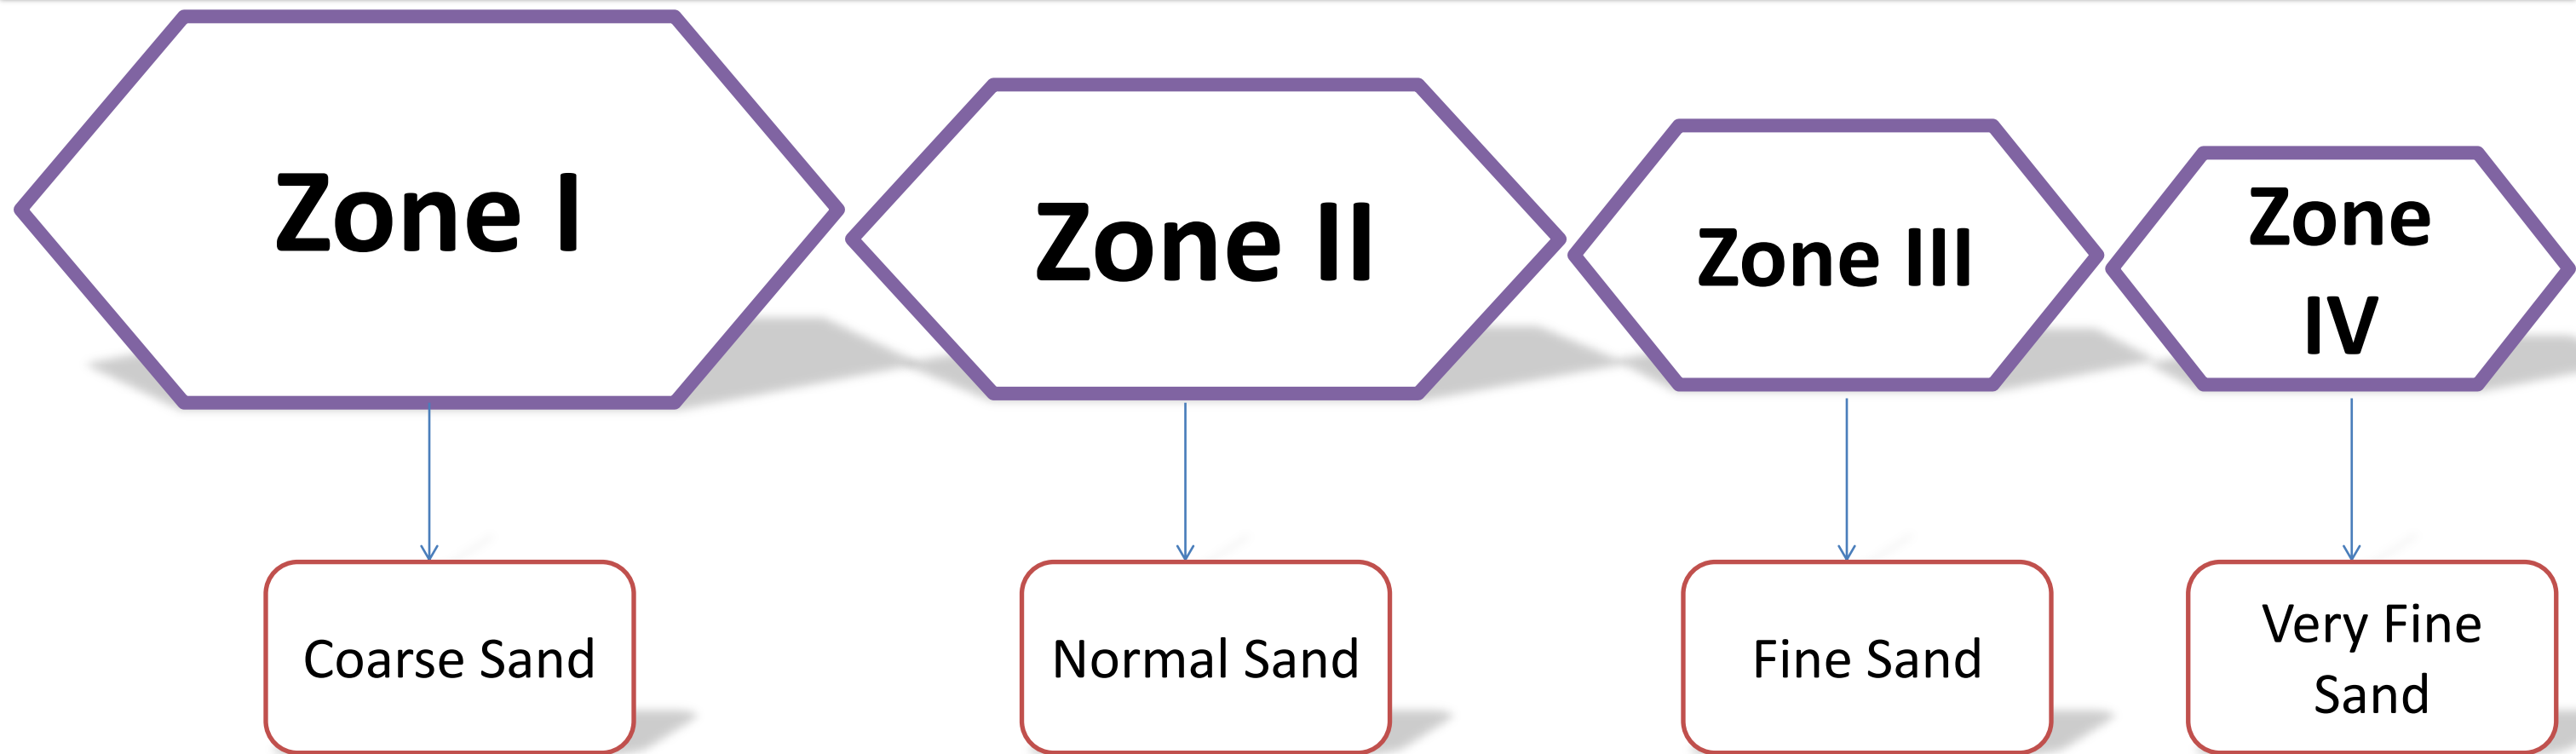 Zone I
Zone II
Zone III
Zone
IV
Coarse Sand
Normal Sand
Fine Sand
Very Fine
Sand